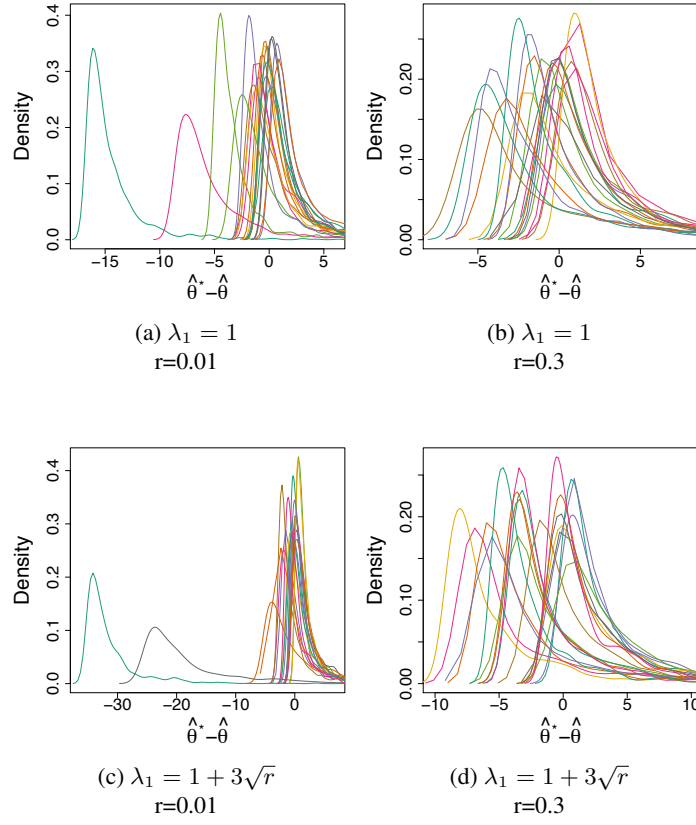 0.4
0.3
0.2
0.1
0.0
Density
−15 −10 −5 0 5
θ̂*−θ̂
(a) λ₁ = 1
r=0.01
0.20
0.10
0.00
Density
−5 0 5
θ̂*−θ̂
(b) λ₁ = 1
r=0.3
0.4
0.3
0.2
0.1
0.0
Density
−30 −20 −10 0
θ̂*−θ̂
(c) λ₁ = 1 + 3√r
r=0.01
0.20
0.10
0.00
Density
−10 −5 0 5 10
θ̂*−θ̂
(d) λ₁ = 1 + 3√r
r=0.3